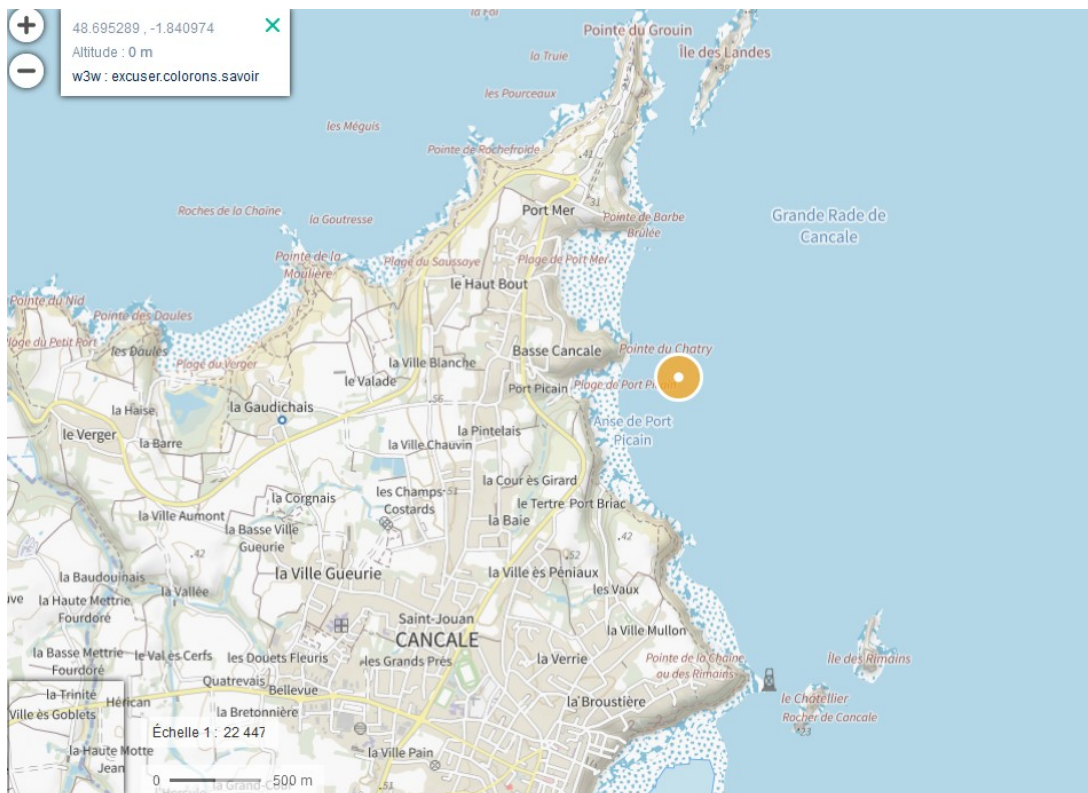 48.695289 , -1.840974
Altitude : 0 m
w3w : excuser.colorons.savoir
la Fol
Pointe du Grouin
Île des Landes
la Truie
38
les Pourceaux
les Méguis
Pointe de Rochefroide
41
31
Roches de la Chaîne
la Goutresse
Port Mer
Pointe de Barbe
Brûlée
Grande Rade de
Cancale
Pointe de la
Moulière
Plage du Saussaye
Plage de Port Mer
le Haut Bout
Pointe du Nid
Pointe des Daules
Plage du Petit Port
les Daules
Plage du Verger
la Ville Blanche
Basse Cancale
Pointe du Chatry
le Valade
Port Picain
Plage de Port
56
la Haise
la Gaudichais
Anse de Port
Picain
le Verger
la Barre
la Pintelais
la Ville Chauvin
la Cour ès Girard
la Corgnais
les Champs
Costards
51
le Tertre
Port Briac
la Ville Aumont
la Basse Ville
Gueurie
la Baie
42
42
52
la Baudouinais
la Ville Gueurie
la Ville ès Péniaux
la Vallée
les Vaux
la Haute Mettrie
Fourdoré
Saint-Jouan
CANCALE
la Ville Mullon
la Basse Mettrie
Fourdoré
le Val ès Cerfs
les Douets Fleuris
les Grands Prés
la Verrie
Pointe de la Chaîne
ou des Rimains
Île des Rimains
Quatrevais
Bellevue
la Trinité
Hérican
la Broustière
le Châtellier
Ville ès Goblets
la Bretonnière
Rocher de Cancale
Échelle 1 : 22 447
23
la Haute Motte
Jean
la Ville Pain
0
500 m
51